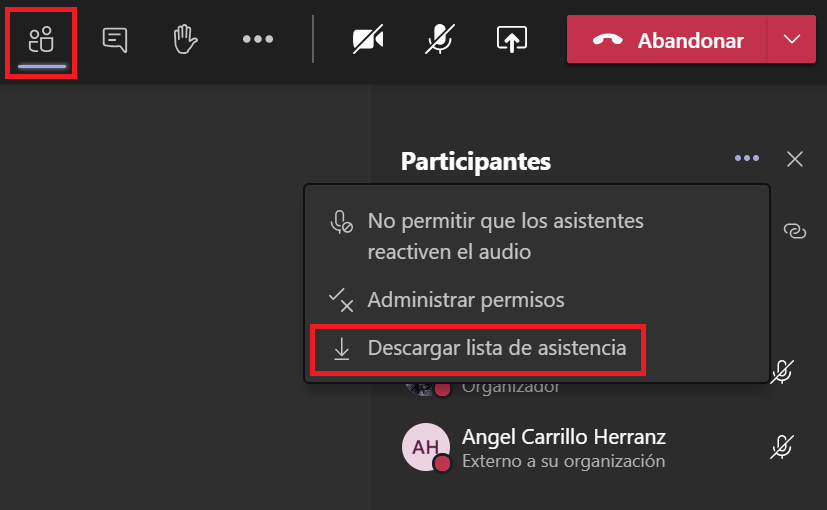 Abandonar
Participantes
No permitir que los asistentes
reactiven el audio
Administrar permisos
Descargar lista de asistencia
Organizador
AH
Angel Carrillo Herranz
Externo a su organización